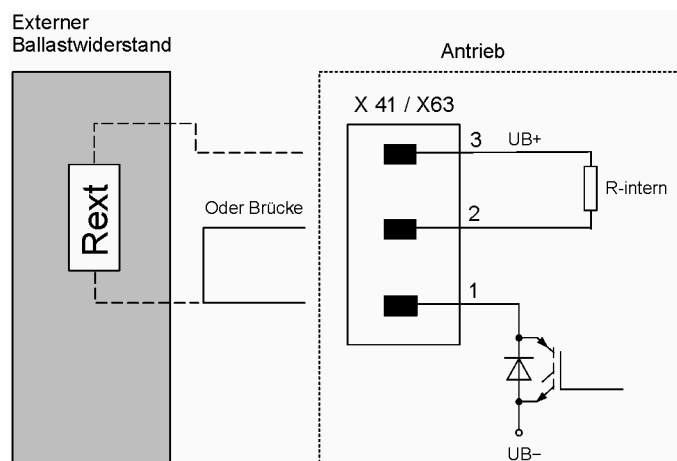 Externer
Ballastwiderstand
Antrieb
X 41 / X63
3
UB+
R-intern
Rext
Oder Brücke
2
1
UB–